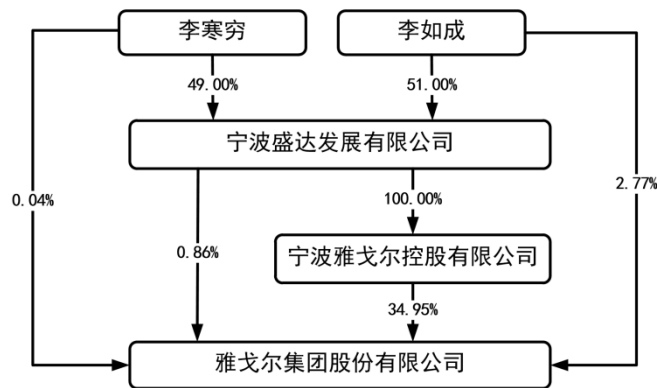 李寒穷
李如成
49.00%
51.00%
宁波盛达发展有限公司
0.04%
100.00%
2.77%
0.86%
宁波雅戈尔控股有限公司
34.95%
雅戈尔集团股份有限公司